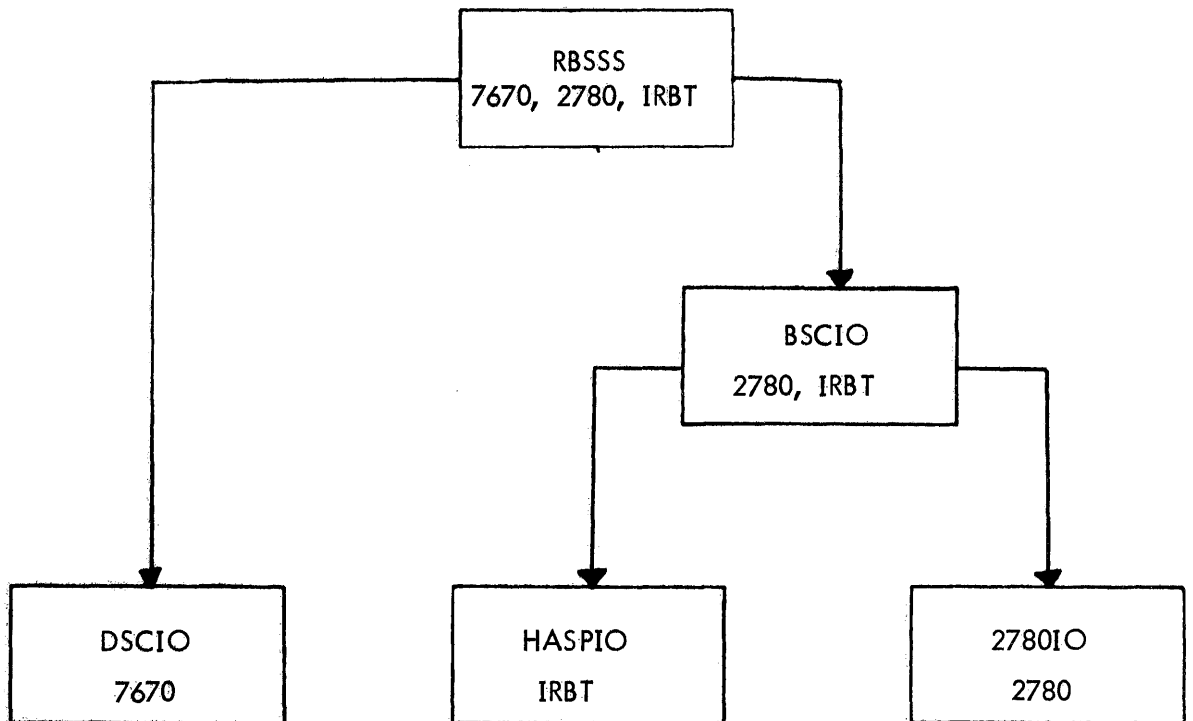 RBSSS
7670, 2780, IRBT
BSCIO
2780, IRBT
DSCIO
7670
HASPIO
IRBT
2780IO
2780